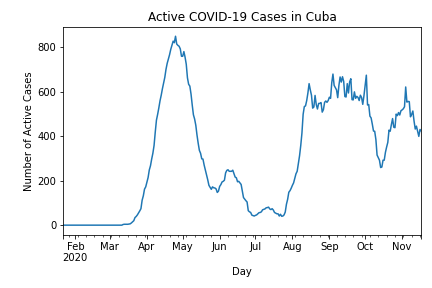 Active COVID-19 Cases in Cuba
Number of Active Cases
800
600
400
200
0
Feb Mar Apr May Jun Jul Aug Sep Oct Nov
2020
Day